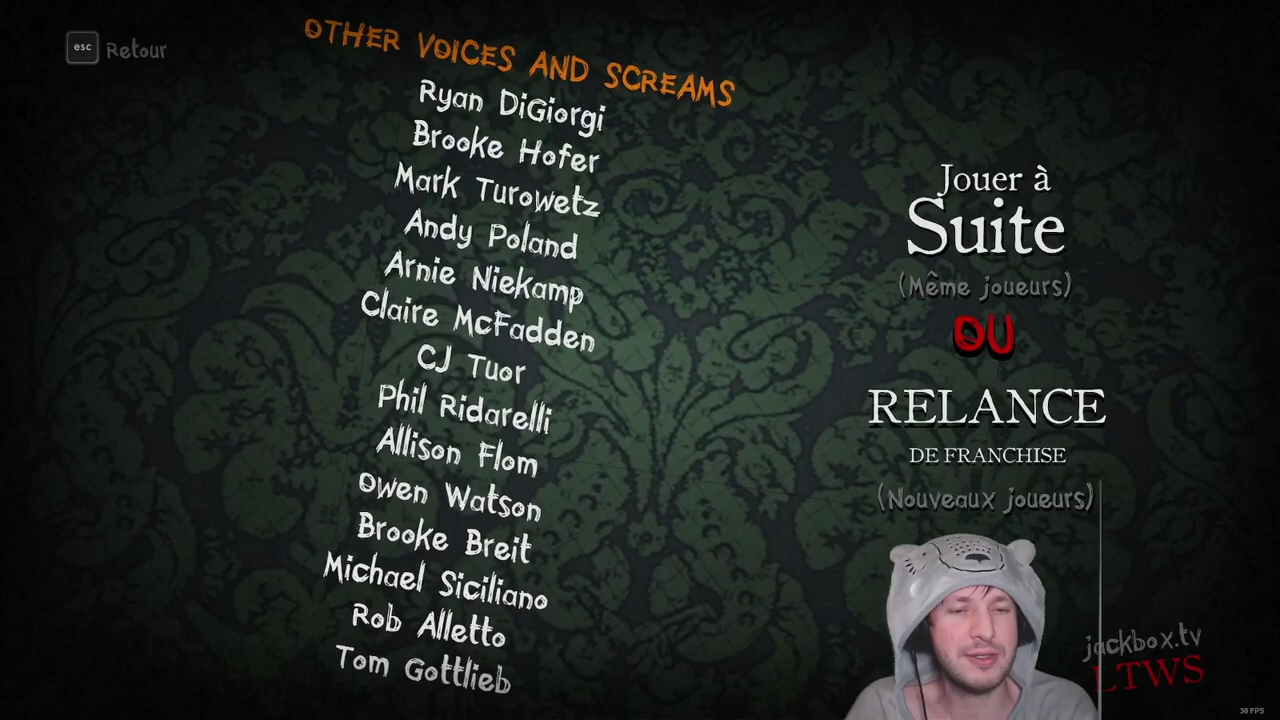 esc Retour
OTHER VOICES AND SCREAMS
Ryan DiGiorgi
Brooke Hofer
Mark Turowetz
Andy Poland
Arnie Niekamp
Claire McFadden
CJ Tuor
Phil Ridarelli
Allison Flom
Owen Watson
Brooke Breit
Michael Siciliano
Rob Alletto
Tom Gottlieb
Jouer à
Suite
(Même joueurs)
OU
RELANCE
DE FRANCHISE
(Nouveaux joueurs)
jackbox.tv
LTWS
30 FPS